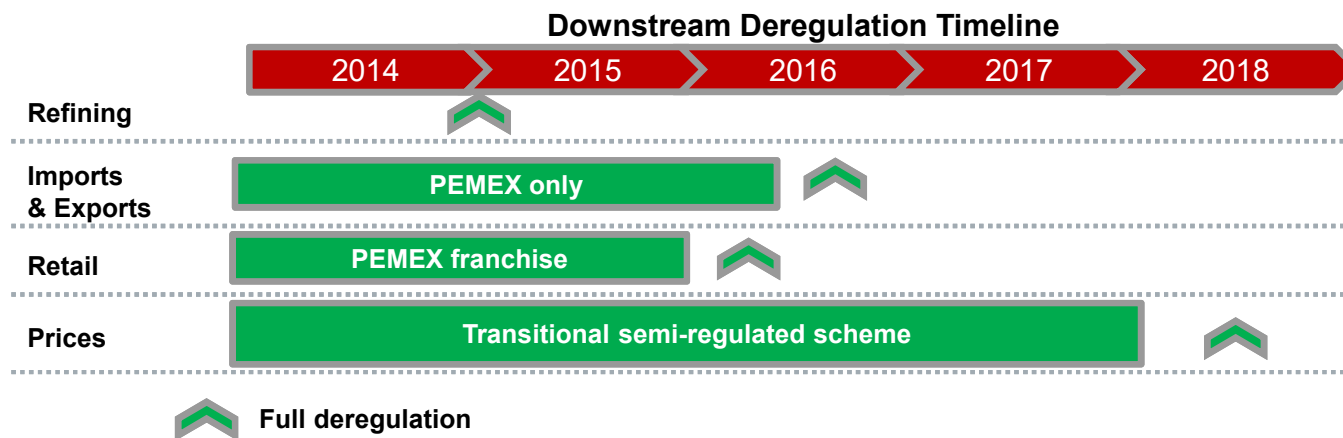 Downstream Deregulation Timeline
2014 2015 2016 2017 2018
Refining
Imports
& Exports
PEMEX only
Retail
PEMEX franchise
Prices
Transitional semi-regulated scheme
Full deregulation